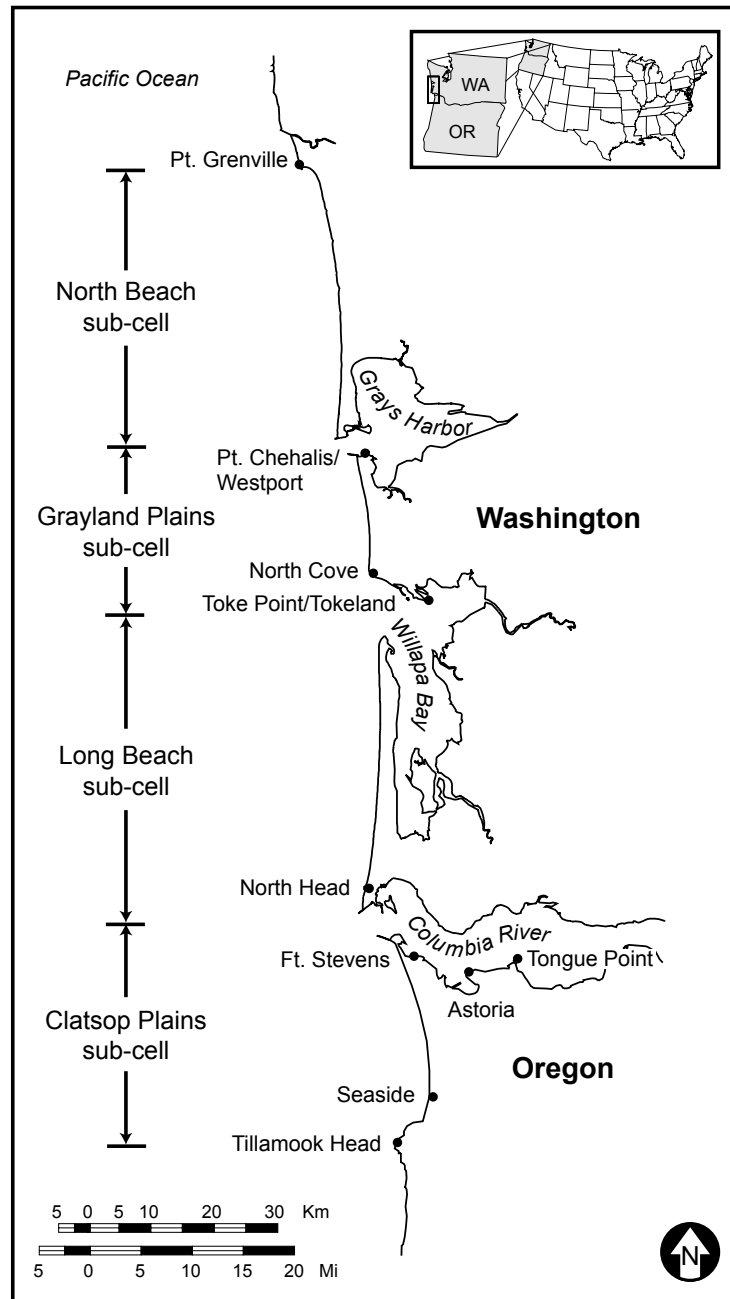 Pacific Ocean
WA
OR
Pt. Grenville
North Beach
sub-cell
Grays Harbor
Pt. Chehalis/
Westport
Grayland Plains
sub-cell
Washington
North Cove
Toke Point/Tokeland
Willapa Bay
Long Beach
sub-cell
North Head
Columbia River
Ft. Stevens
Tongue Point
Astoria
Clatsop Plains
sub-cell
Oregon
Seaside
Tillamook Head
5 0 5 10 20 30 Km
5 0 5 10 15 20 Mi
N